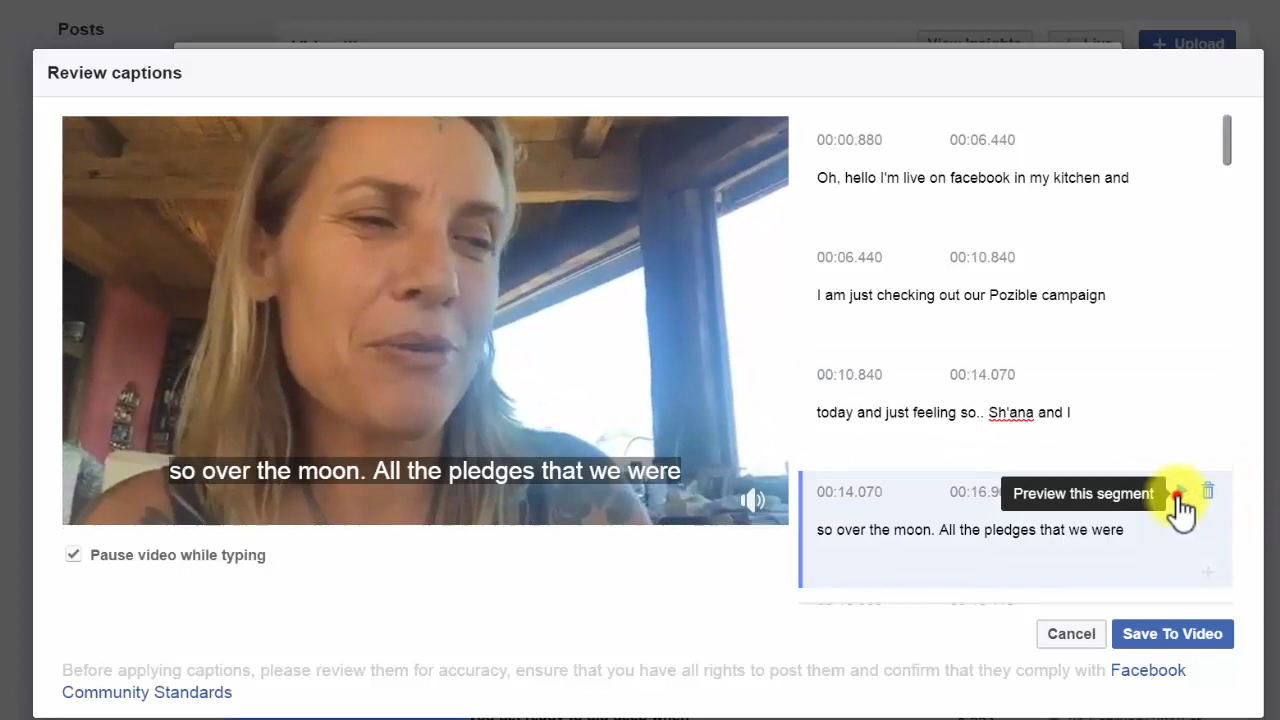 Posts
View Insights
Live
+ Upload
Review captions
00:00.880 00:06.440
Oh, hello I'm live on facebook in my kitchen and
00:06.440 00:10.840
I am just checking out our Pozible campaign
00:10.840 00:14.070
today and just feeling so.. Sh'ana and I
so over the moon. All the pledges that we were
00:14.070 Preview this segment
so over the moon. All the pledges that we were
Pause video while typing
Cancel Save To Video
Before applying captions, please review them for accuracy, ensure that you have all rights to post them and confirm that they comply with Facebook
Community Standards